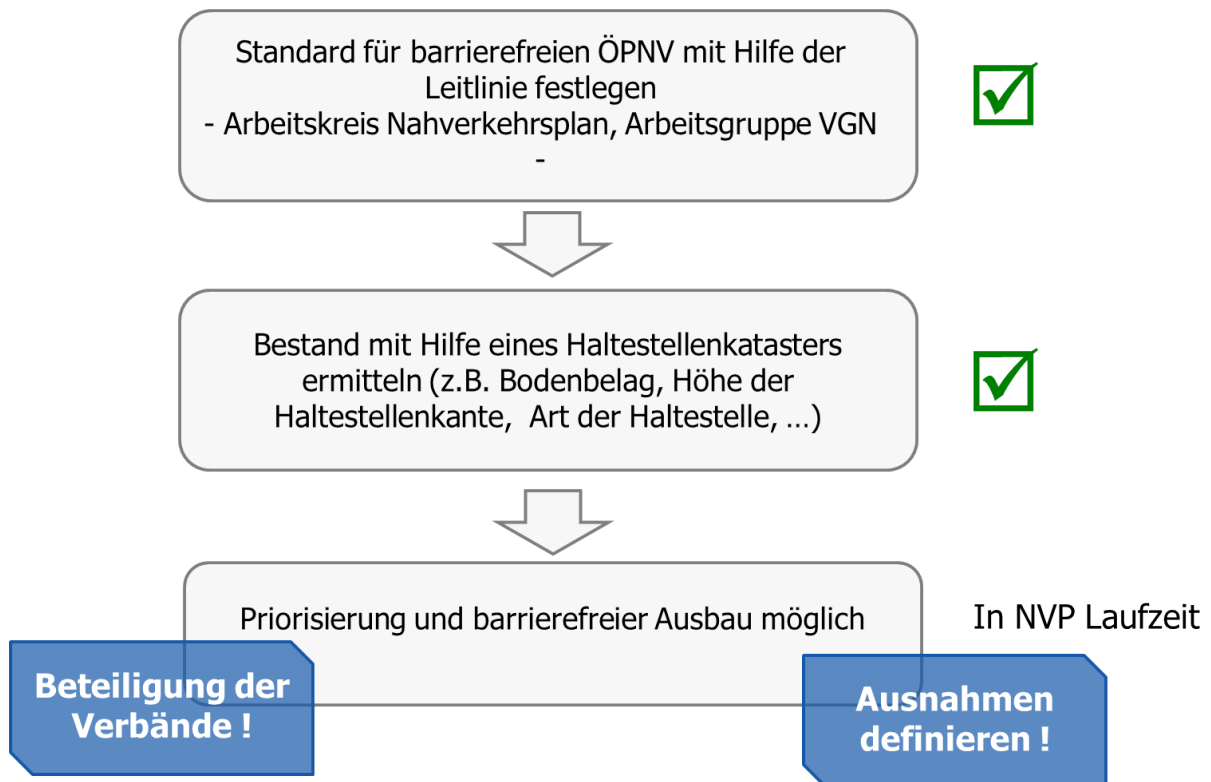 Standard für barrierefreien ÖPNV mit Hilfe der
Leitlinie festlegen
- Arbeitskreis Nahverkehrsplan, Arbeitsgruppe VGN
-
Bestand mit Hilfe eines Haltestellenkatasters
ermitteln (z.B. Bodenbelag, Höhe der
Haltestellenkante, Art der Haltestelle, ...)
Priorisierung und barrierefreier Ausbau möglich
In NVP Laufzeit
Beteiligung der
Verbände !
Ausnahmen
definieren !